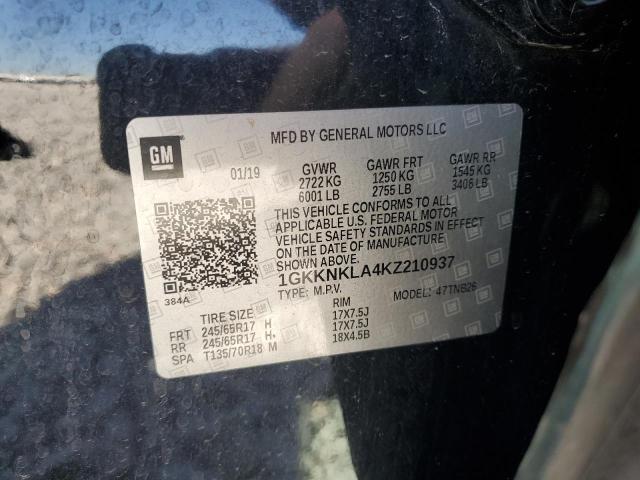 GM
MFD BY GENERAL MOTORS LLC
01/19 GVWR GAWR FRT GAWR RR
2722 KG 1250 KG 1545 KG
6001 LB 2755 LB 3406 LB
THIS VEHICLE CONFORMS TO ALL
APPLICABLE U.S. FEDERAL MOTOR
VEHICLE SAFETY STANDARDS IN EFFECT
ON THE DATE OF MANUFACTURE
SHOWN ABOVE.
1GKKNKLA4KZ210937
384A TYPE: M.P.V. MODEL: 47TNB26
TIRE SIZE RIM
FRT 245/65R17 H 17X7.5J
RR 245/65R17 H 17X7.5J
SPA T135/70R18 M 18X4.5B